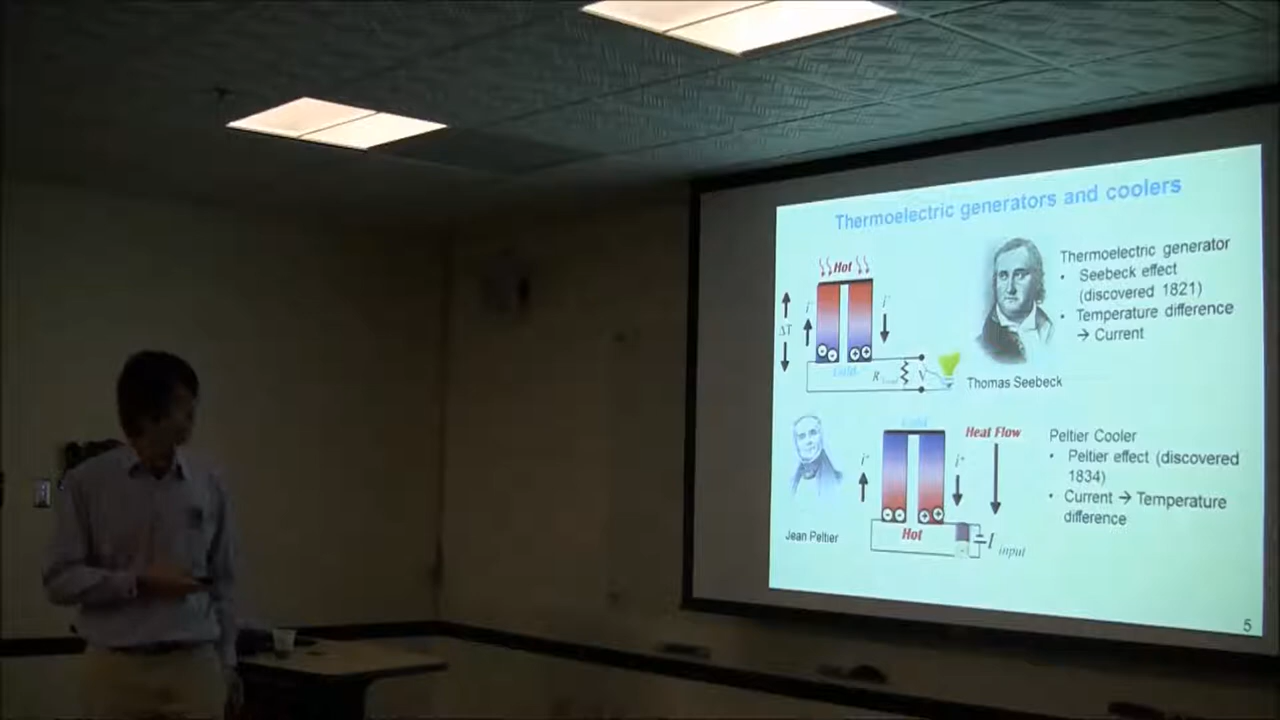 Thermoelectric generators and coolers
Hot
Thermoelectric generator
• Seebeck effect
(discovered 1821)
• Temperature difference
→ Current
ΔT
i⁻
i⁻
Cold
R
V
Thomas Seebeck
Heat Flow
Peltier Cooler
• Peltier effect (discovered
1834)
• Current → Temperature
difference
i⁺
i⁺
Hot
I input
Jean Peltier
5